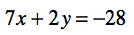 7x + 2y = −28